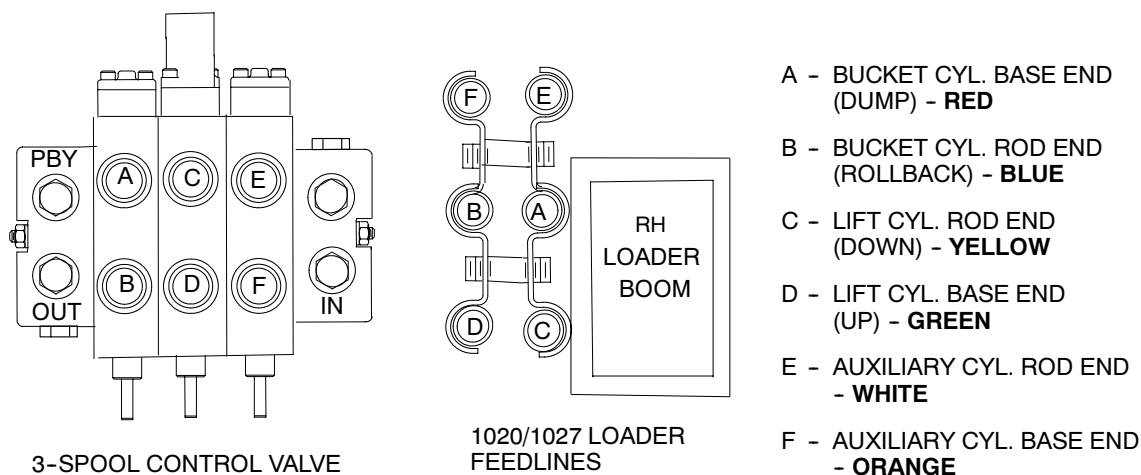 PBY
A
C
E
B
D
F
OUT
IN
3-SPOOL CONTROL VALVE
F
E
B
A
D
C
RH
LOADER
BOOM
1020/1027 LOADER
FEEDLINES
A - BUCKET CYL. BASE END
(DUMP) - RED
B - BUCKET CYL. ROD END
(ROLLBACK) - BLUE
C - LIFT CYL. ROD END
(DOWN) - YELLOW
D - LIFT CYL. BASE END
(UP) - GREEN
E - AUXILIARY CYL. ROD END
- WHITE
F - AUXILIARY CYL. BASE END
- ORANGE